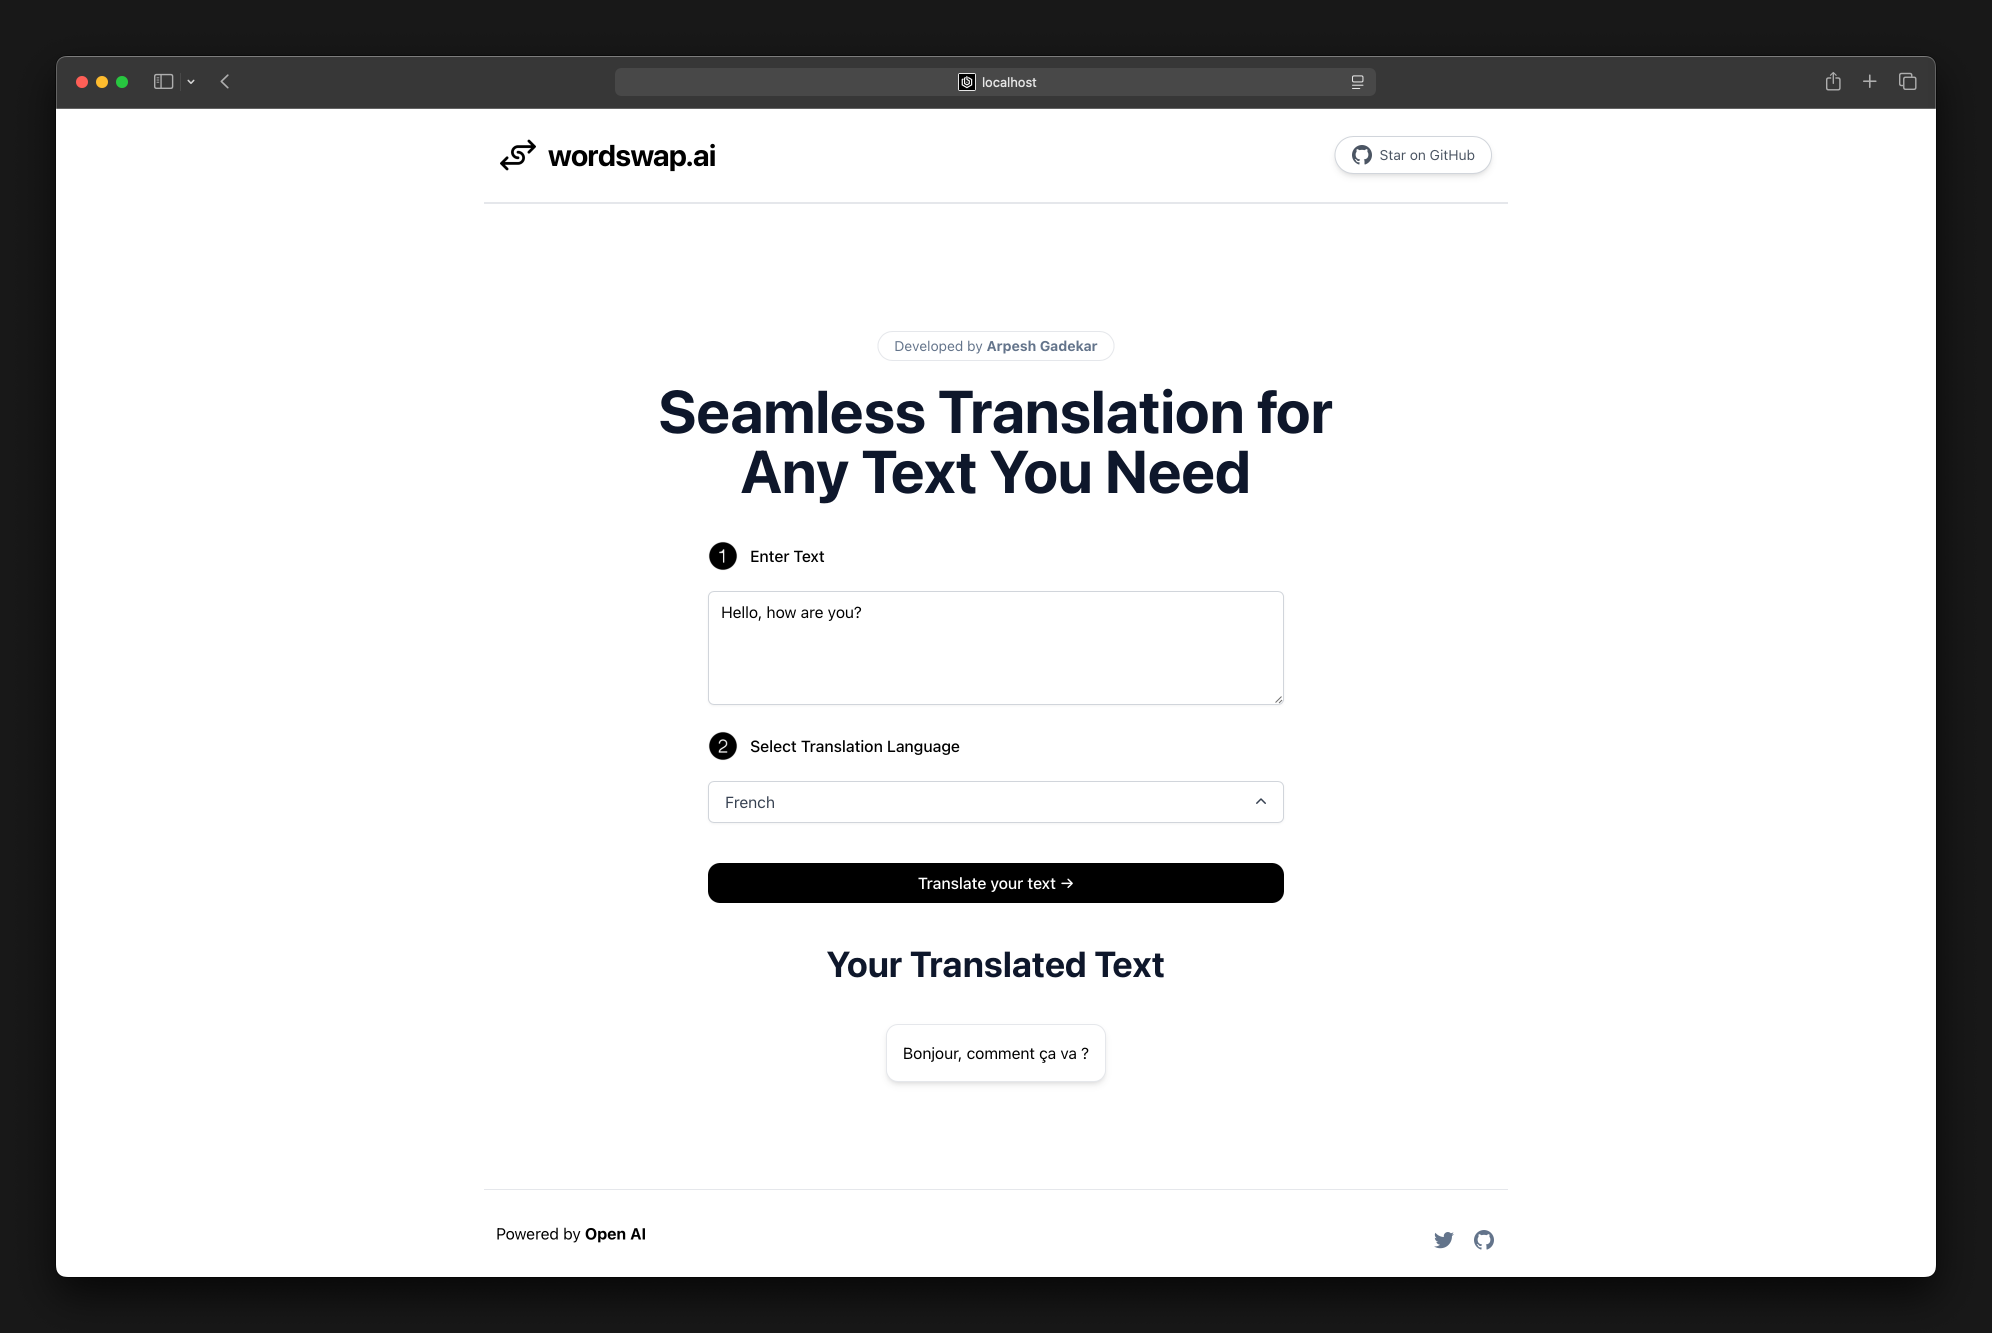 localhost
wordswap.ai
Star on GitHub
Developed by Arpesh Gadekar
Seamless Translation for
Any Text You Need
1 Enter Text
Hello, how are you?
2 Select Translation Language
French
Translate your text →
Your Translated Text
Bonjour, comment ça va ?
Powered by Open AI